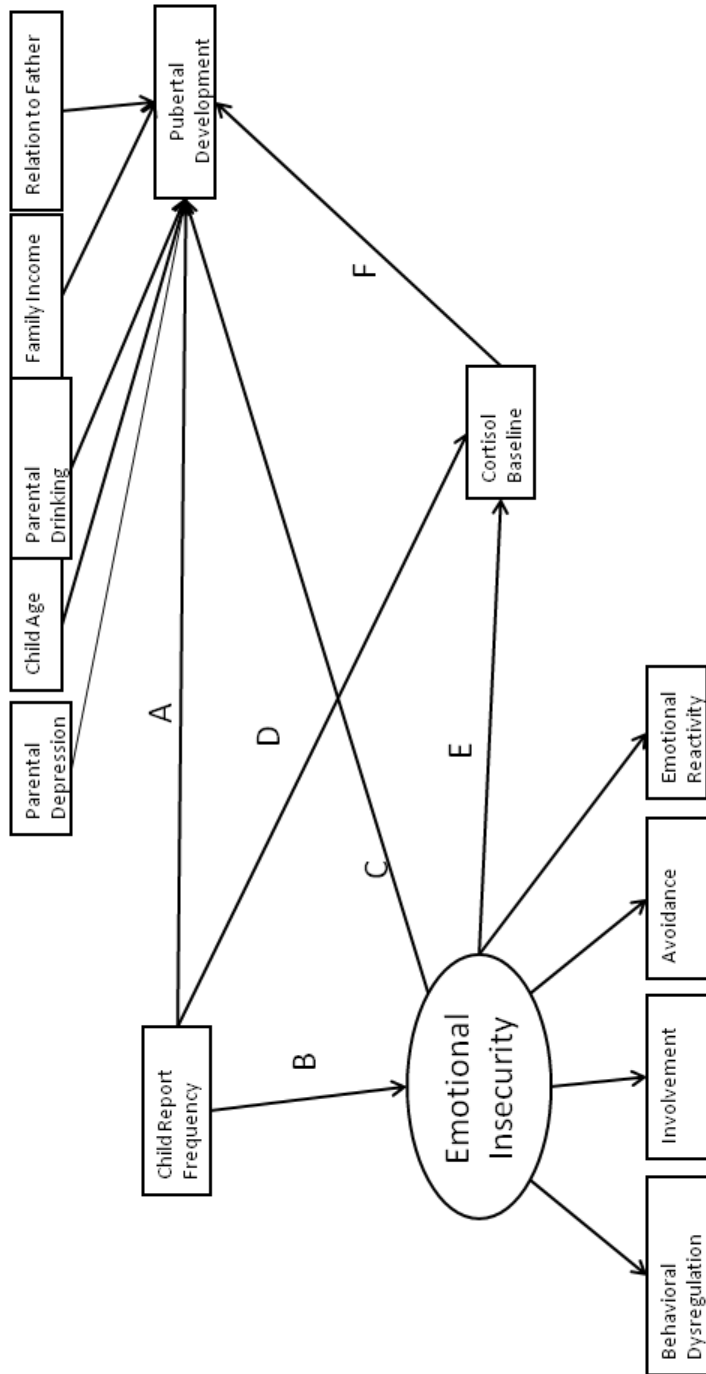 Parental
Depression
Child Age
Parental
Drinking
Family Income
Relation to Father
Child Report
Frequency
A
Pubertal
Development
B
D
C
F
E
Emotional
Insecurity
Cortisol
Baseline
Behavioral
Dysregulation
Involvement
Avoidance
Emotional
Reactivity